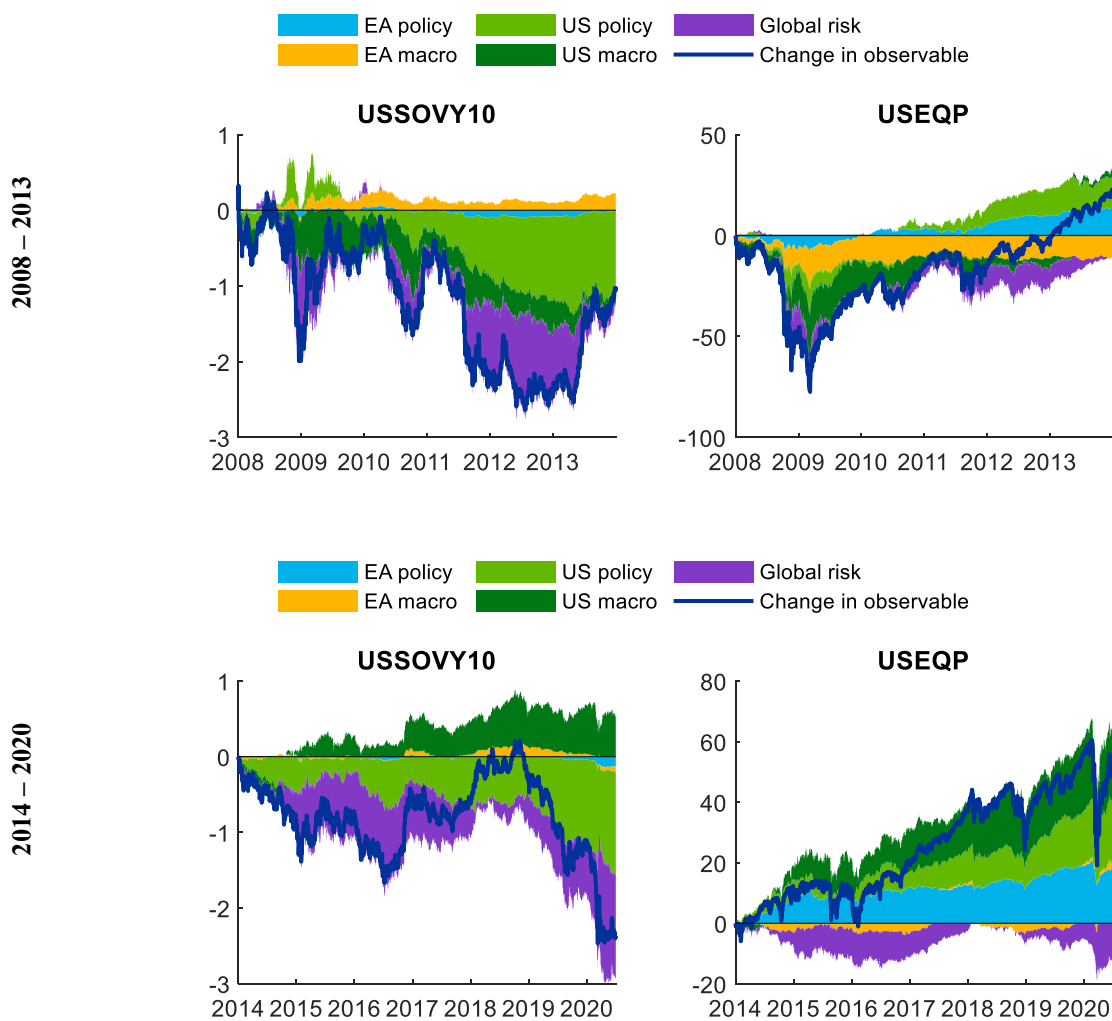 EA policy US policy Global risk
EA macro US macro Change in observable
2008 – 2013
USSOVY10 USEQP
1 50
0 0
-1
-2 -50
-3 -100
2008 2009 2010 2011 2012 2013 2008 2009 2010 2011 2012 2013
EA policy US policy Global risk
EA macro US macro Change in observable
2014 – 2020
USSOVY10 USEQP
1 80
60
0 40
-1 20
-2 0
-3 -20
2014 2015 2016 2017 2018 2019 2020 2014 2015 2016 2017 2018 2019 2020